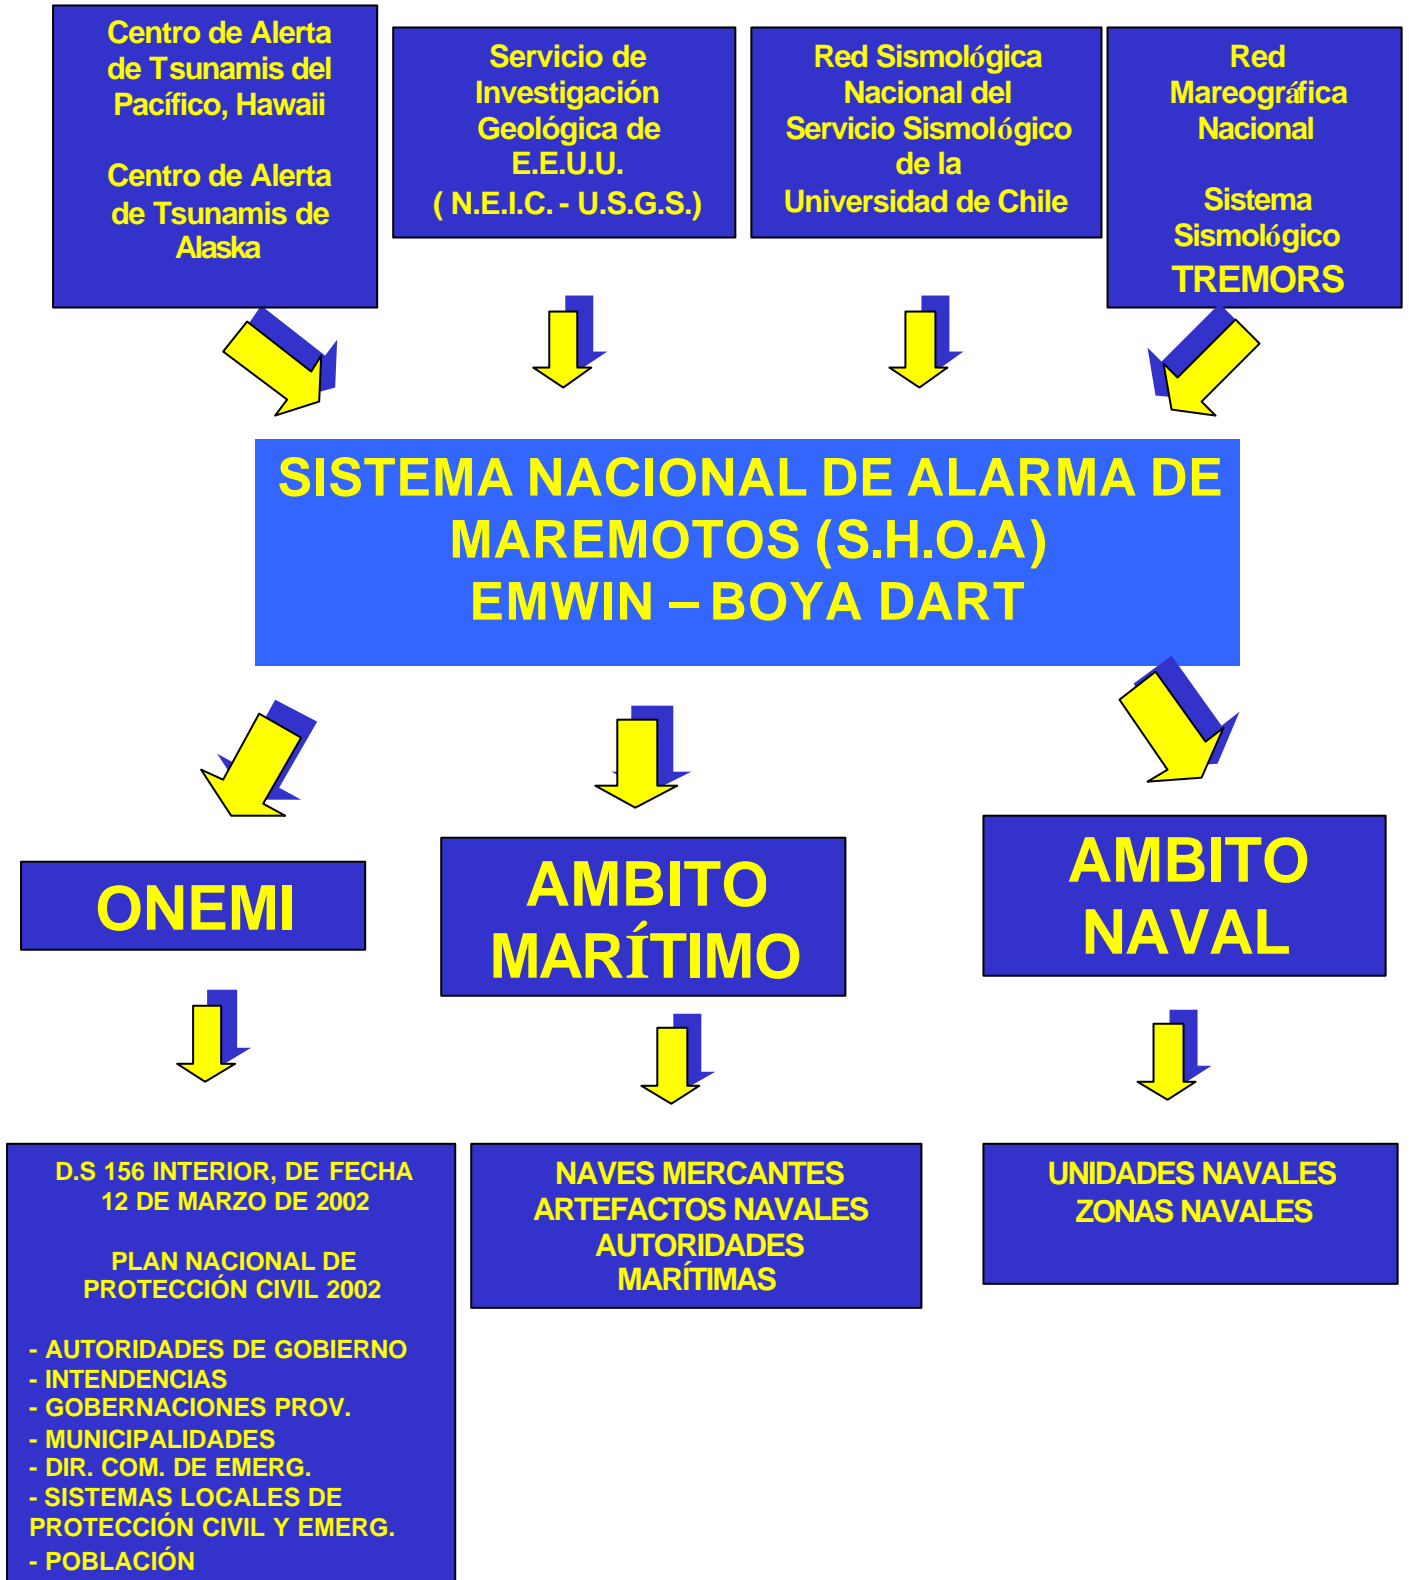 Centro de Alerta
de Tsunamis del
Pacífico, Hawaii
Centro de Alerta
de Tsunamis de
Alaska
Servicio de
Investigación
Geológica de
E.E.U.U.
( N.E.I.C. - U.S.G.S.)
Red Sismológica
Nacional del
Servicio Sismológico
de la
Universidad de Chile
Red
Mareográfica
Nacional
Sistema
Sismológico
TREMORS
SISTEMA NACIONAL DE ALARMA DE
MAREMOTOS (S.H.O.A)
EMWIN – BOYA DART
ONEMI
AMBITO
MARÍTIMO
AMBITO
NAVAL
D.S 156 INTERIOR, DE FECHA
12 DE MARZO DE 2002
PLAN NACIONAL DE
PROTECCIÓN CIVIL 2002
- AUTORIDADES DE GOBIERNO
- INTENDENCIAS
- GOBERNACIONES PROV.
- MUNICIPALIDADES
- DIR. COM. DE EMERG.
- SISTEMAS LOCALES DE
PROTECCIÓN CIVIL Y EMERG.
- POBLACIÓN
NAVES MERCANTES
ARTEFACTOS NAVALES
AUTORIDADES
MARÍTIMAS
UNIDADES NAVALES
ZONAS NAVALES